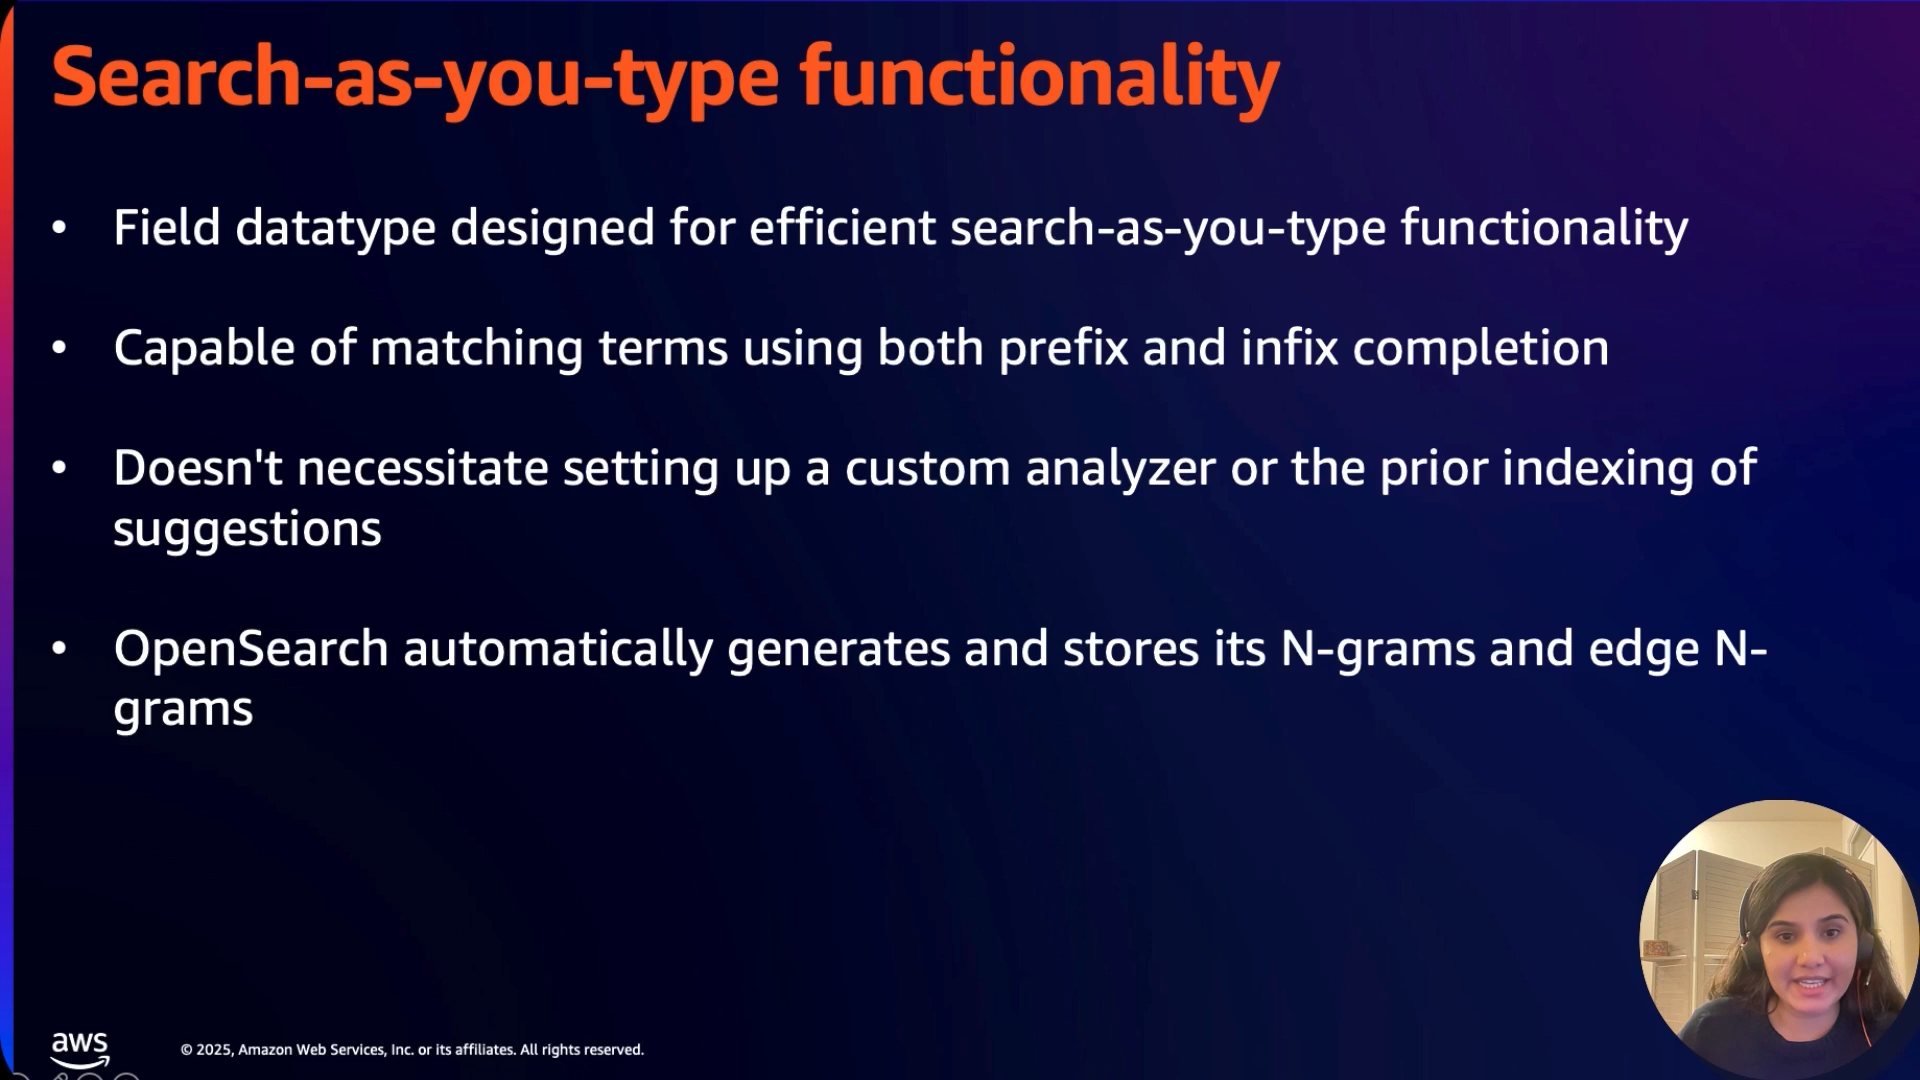 Search-as-you-type functionality
• Field datatype designed for efficient search-as-you-type functionality
• Capable of matching terms using both prefix and infix completion
• Doesn't necessitate setting up a custom analyzer or the prior indexing of
suggestions
• OpenSearch automatically generates and stores its N-grams and edge N-
grams
aws
© 2025, Amazon Web Services, Inc. or its affiliates. All rights reserved.